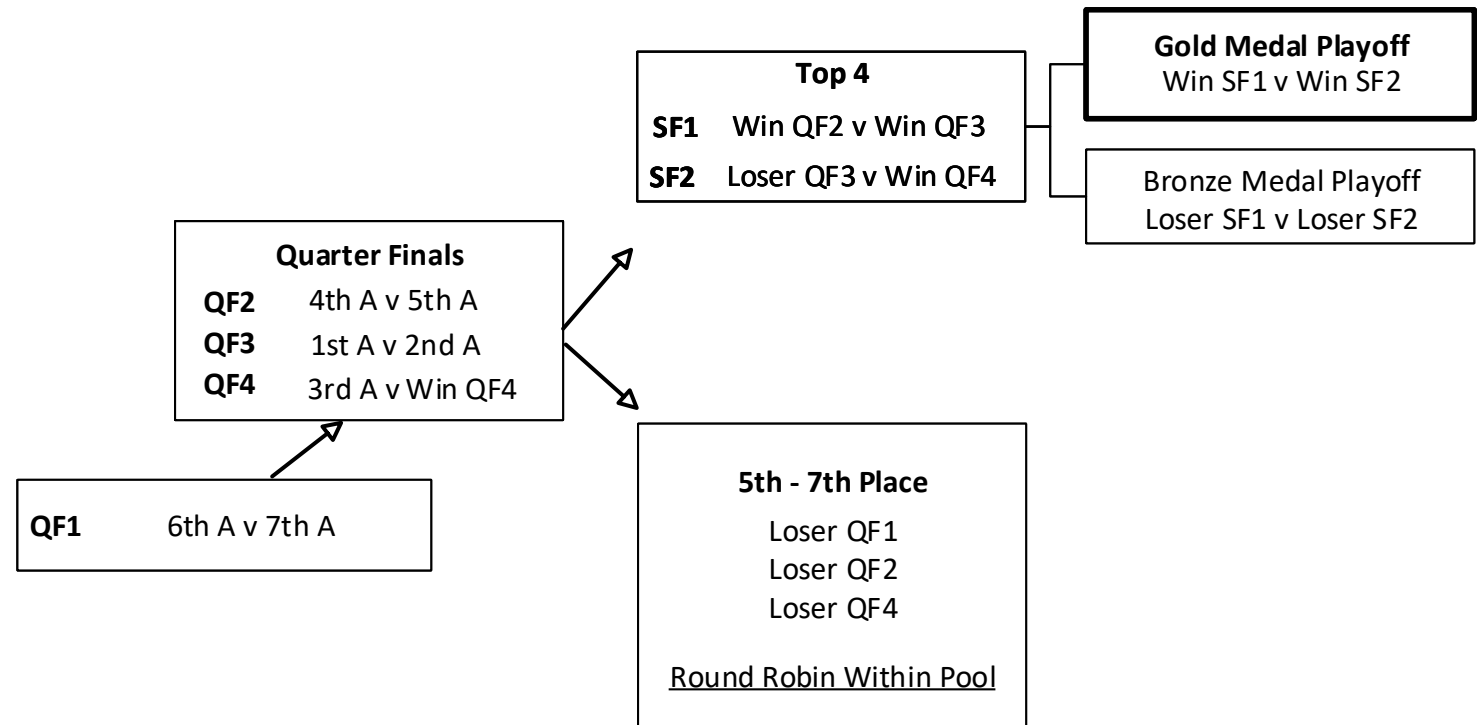 Gold Medal Playoff
Win SF1 v Win SF2
Top 4
SF1 Win QF2 v Win QF3
SF2 Loser QF3 v Win QF4
Bronze Medal Playoff
Loser SF1 v Loser SF2
Quarter Finals
QF2 4th A v 5th A
QF3 1st A v 2nd A
QF4 3rd A v Win QF4
QF1 6th A v 7th A
5th - 7th Place
Loser QF1
Loser QF2
Loser QF4
Round Robin Within Pool